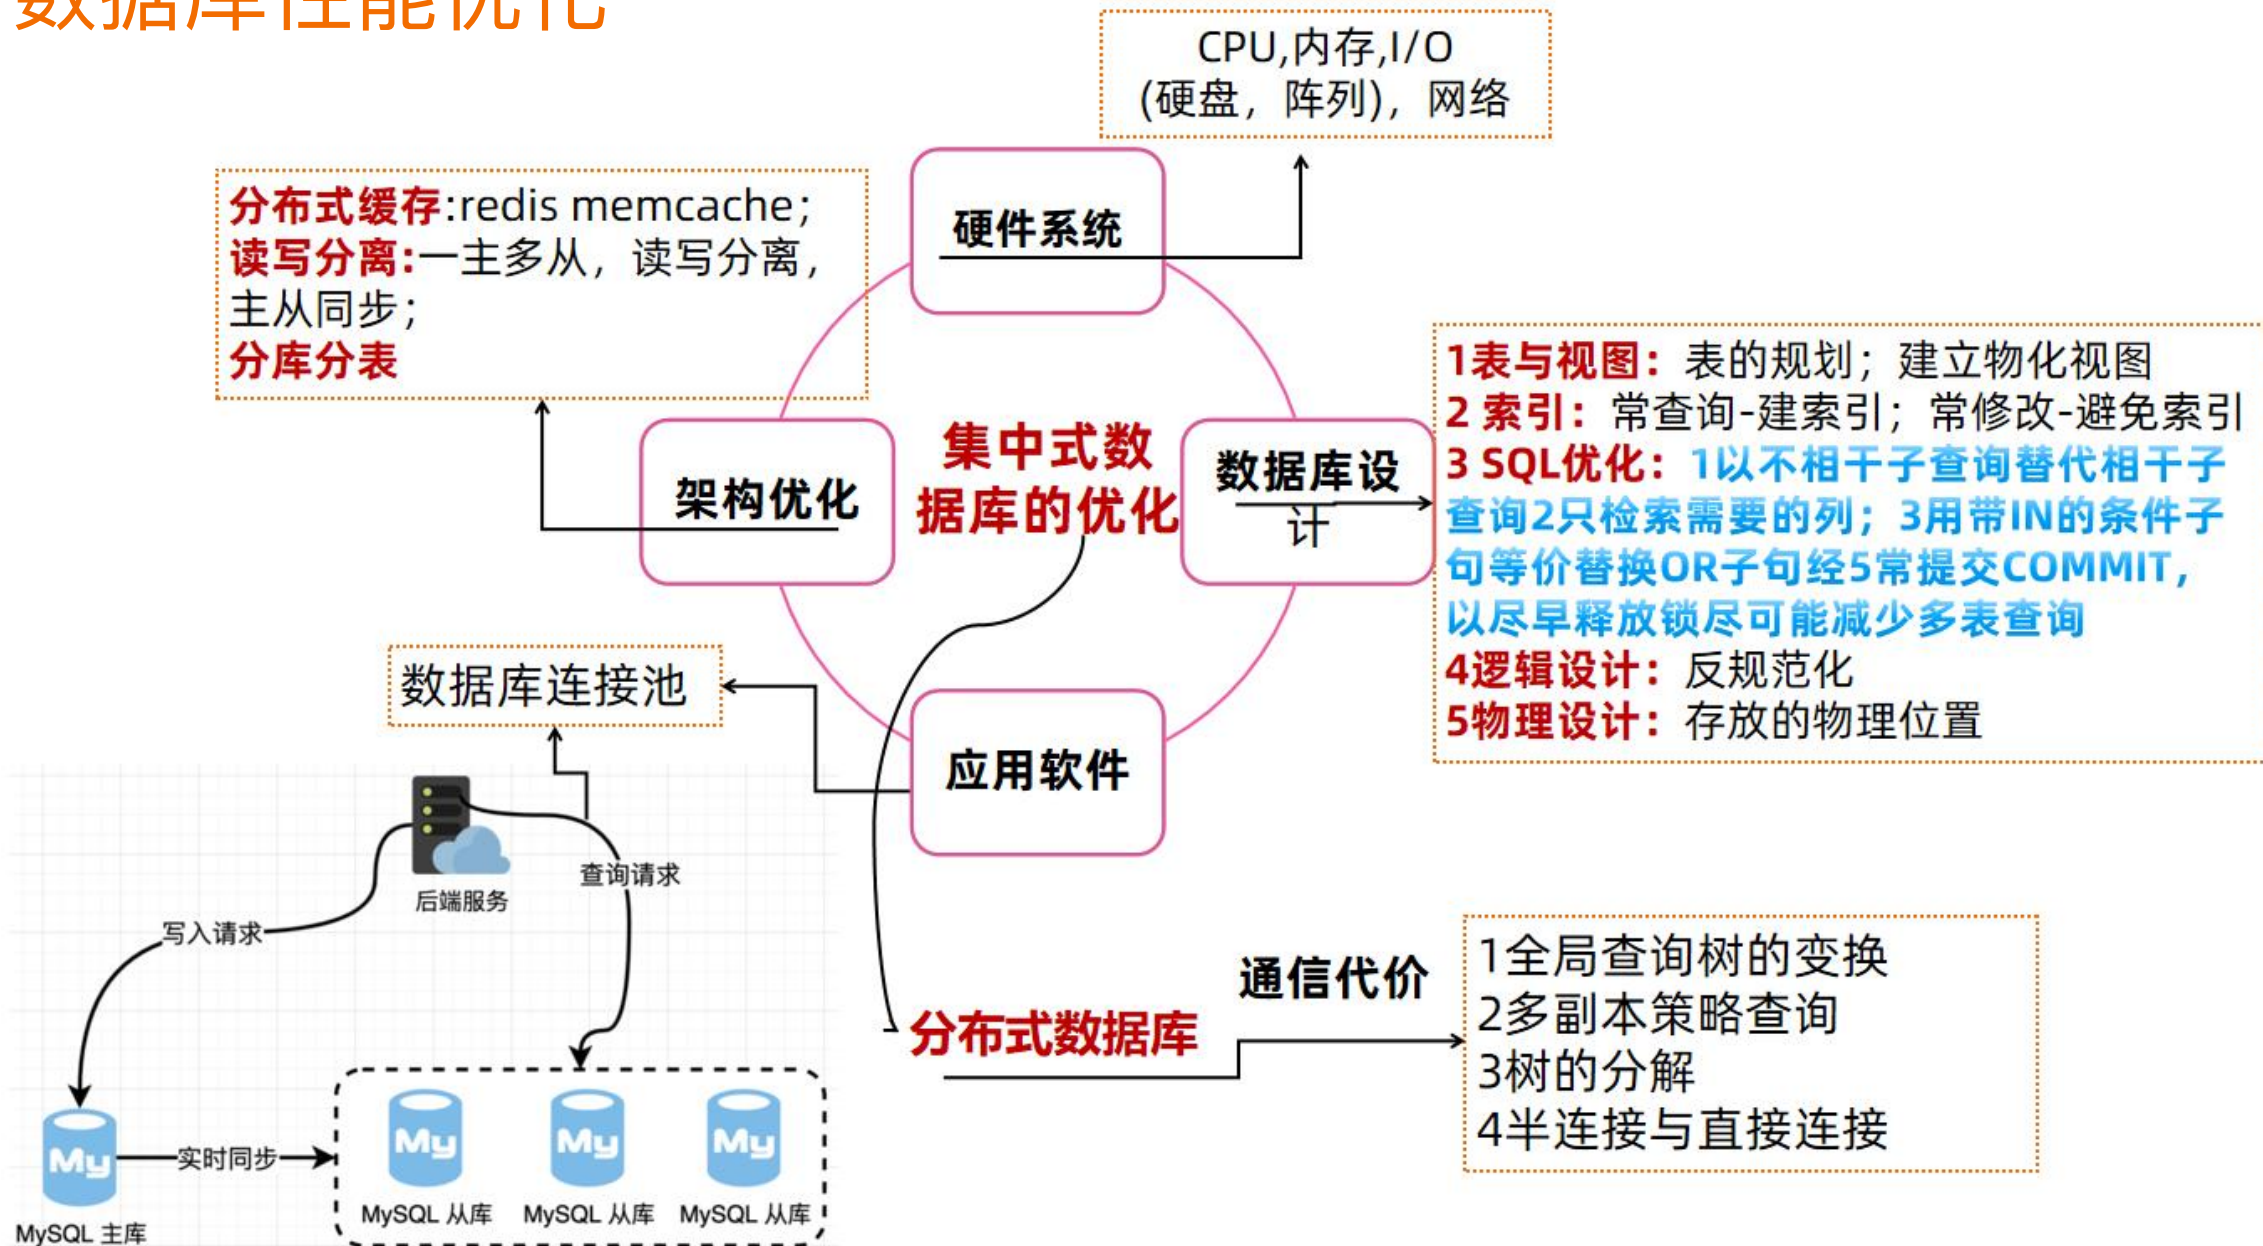 数据库性能优化
CPU,内存,I/O
(硬盘，阵列)，网络
硬件系统
分布式缓存:redis memcache；
读写分离:一主多从，读写分离，
主从同步；
分库分表
架构优化
集中式数
据库的优化
数据库设
计
1表与视图：表的规划；建立物化视图
2 索引：常查询-建索引；常修改-避免索引
3 SQL优化：1以不相干子查询替代相干子
查询2只检索需要的列；3用带IN的条件子
句等价替换OR子句经5常提交COMMIT，
以尽早释放锁尽可能减少多表查询
4逻辑设计：反规范化
5物理设计：存放的物理位置
数据库连接池
应用软件
后端服务
查询请求
写入请求
通信代价
分布式数据库
1全局查询树的变换
2多副本策略查询
3树的分解
4半连接与直接连接
My
实时同步
My
My
My
MySQL 主库
MySQL 从库
MySQL 从库
MySQL 从库